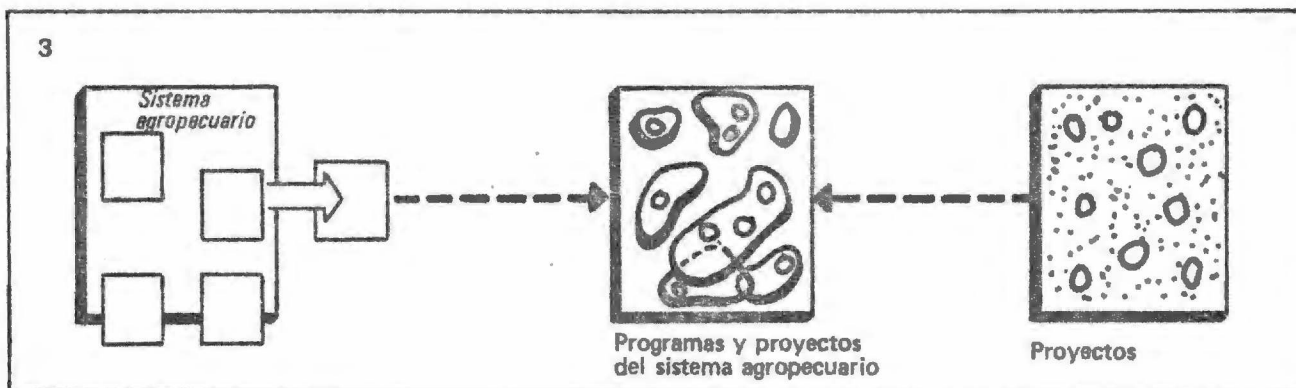 3
Sistema
agropecuario
Programas y proyectos
del sistema agropecuario
Proyectos